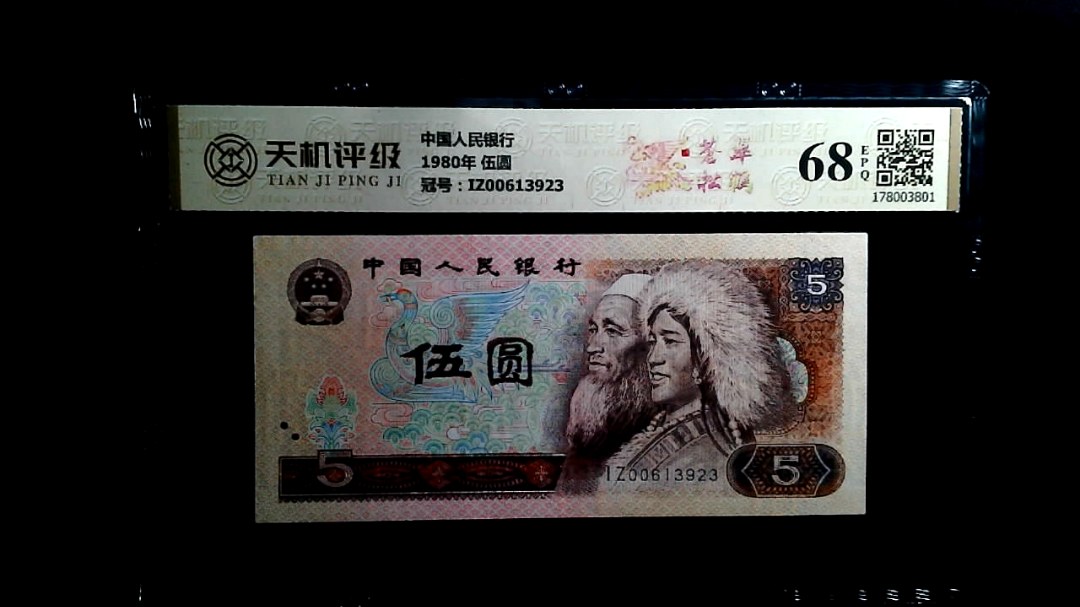 天机评级
TIAN JI PING JI
中国人民银行
1980年 伍圆
冠号：IZ00613923
苍翠
松鹤
68
EPQ
178003801
中国人民银行
5
伍圆
5
IZ00613923
5